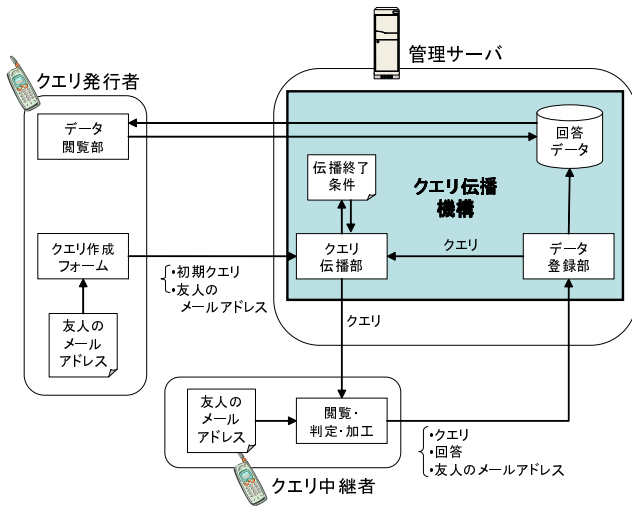 管理サーバ
クエリ発行者
データ
閲覧部
回答
データ
伝播終了
条件
クエリ伝播
機構
クエリ作成
フォーム
・初期クエリ
・友人の
メールアドレス
クエリ
伝播部
クエリ
データ
登録部
友人の
メール
アドレス
クエリ
友人の
メール
アドレス
閲覧・
判定・加工
・クエリ
・回答
・友人のメールアドレス
クエリ中継者